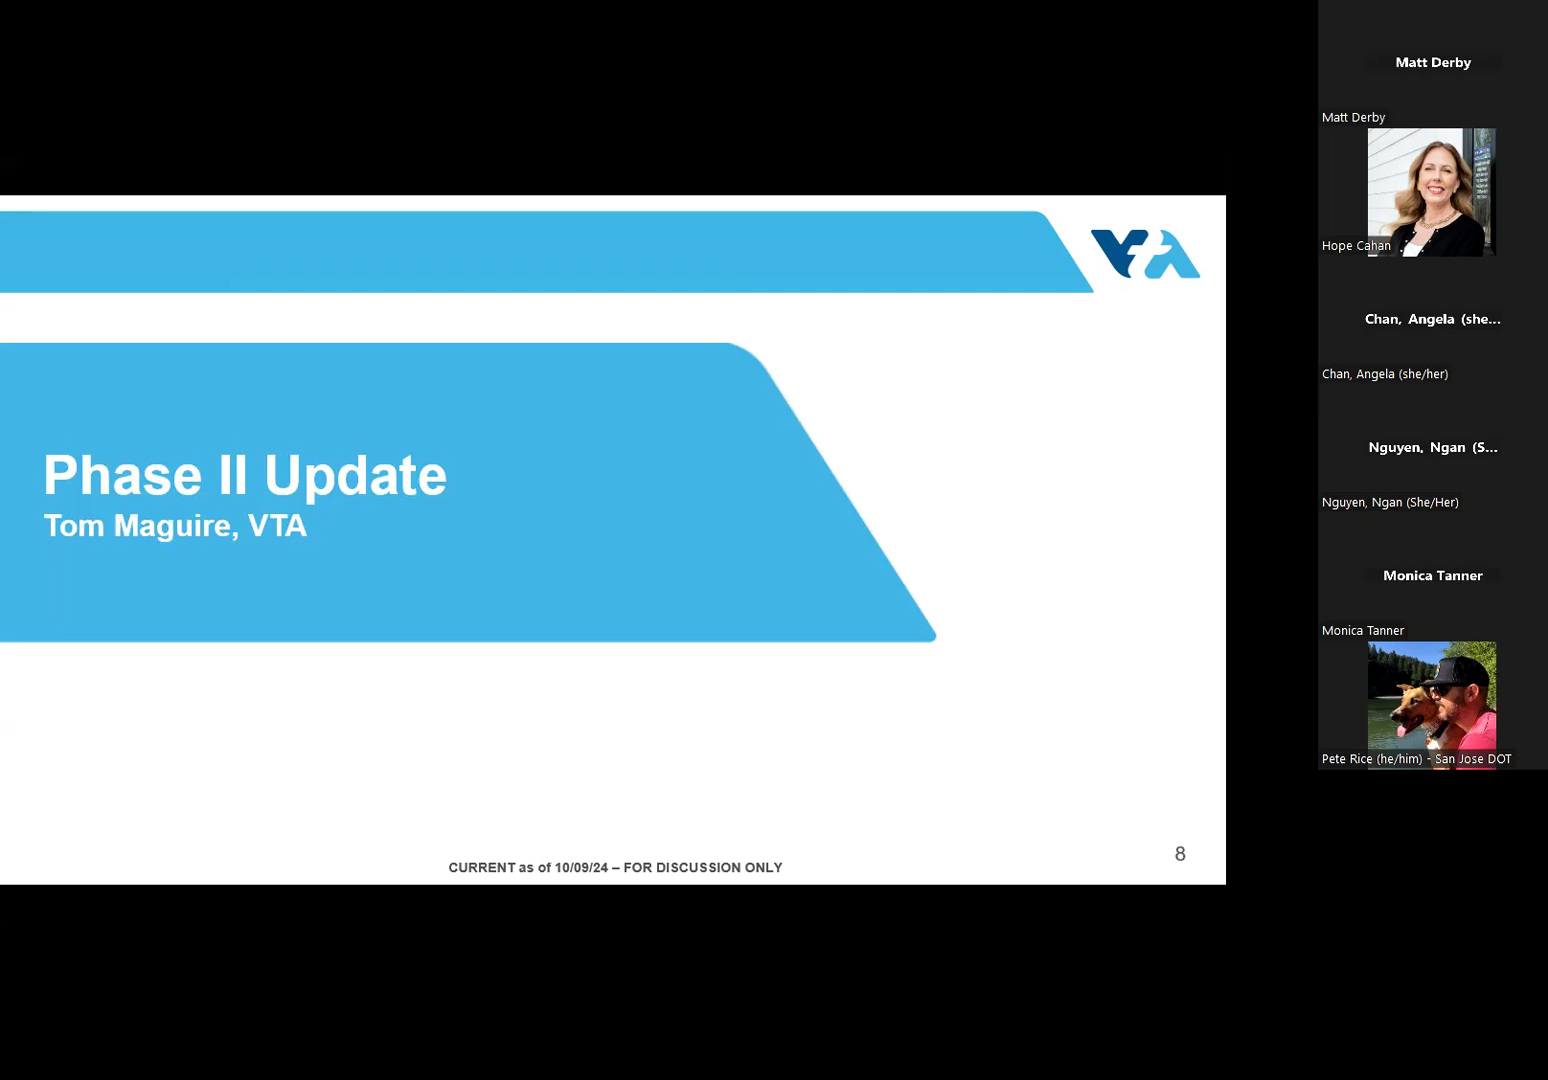 VTA
Phase II Update
Tom Maguire, VTA
CURRENT as of 10/09/24 – FOR DISCUSSION ONLY
8
Matt Derby
Matt Derby
Hope Cahan
Chan, Angela (she...
Chan, Angela (she/her)
Nguyen, Ngan (S...
Nguyen, Ngan (She/Her)
Monica Tanner
Monica Tanner
Pete Rice (he/him) - San Jose DOT